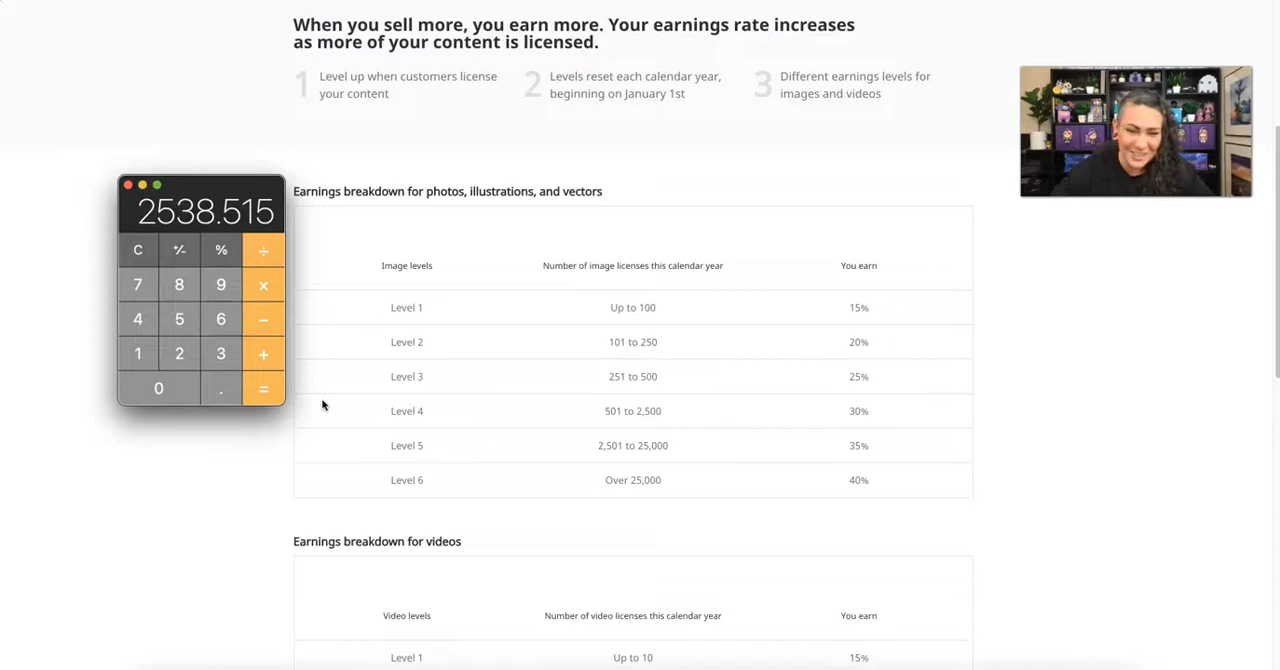 When you sell more, you earn more. Your earnings rate increases
as more of your content is licensed.
1 Level up when customers license
your content
2 Levels reset each calendar year,
beginning on January 1st
3 Different earnings levels for
images and videos
2538.515
C +⁄- % ÷
7 8 9 x
4 5 6 −
1 2 3 +
0 . =
Earnings breakdown for photos, illustrations, and vectors
Image levels Number of image licenses this calendar year You earn
Level 1 Up to 100 15%
Level 2 101 to 250 20%
Level 3 251 to 500 25%
Level 4 501 to 2,500 30%
Level 5 2,501 to 25,000 35%
Level 6 Over 25,000 40%
Earnings breakdown for videos
Video levels Number of video licenses this calendar year You earn
Level 1 Up to 10 15%